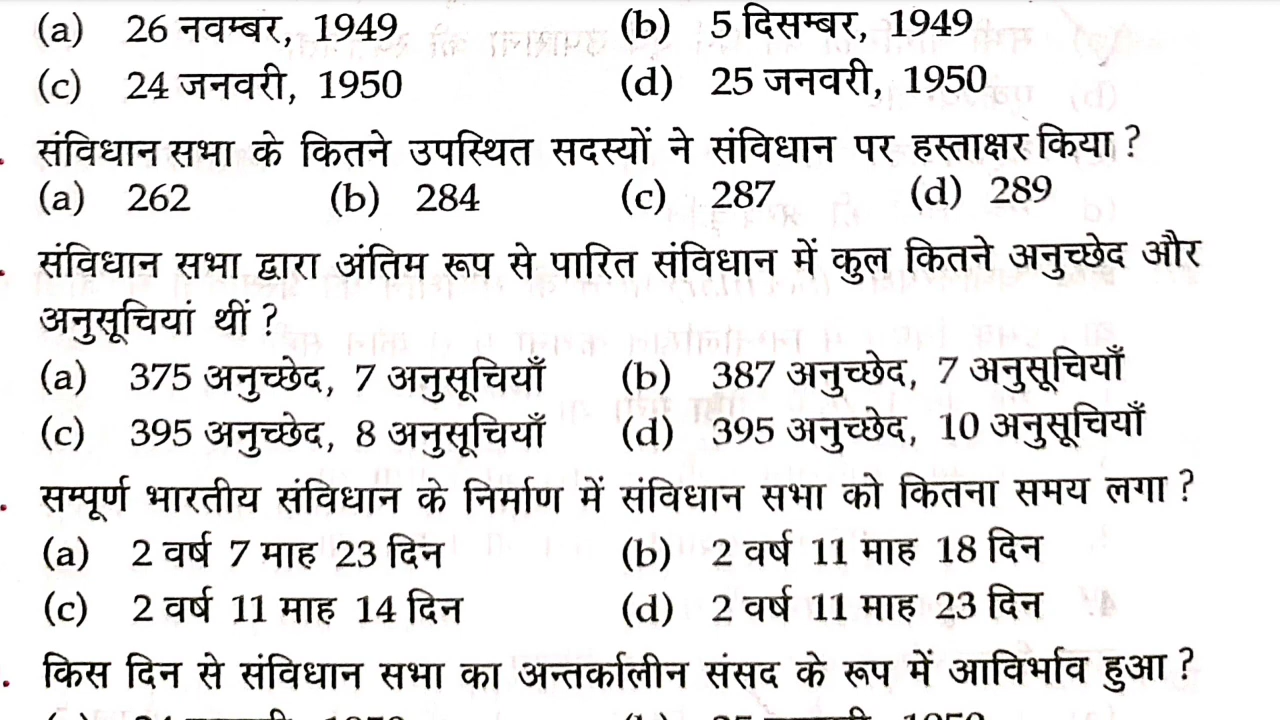 (a) 26 नवम्बर, 1949 (b) 5 दिसम्बर, 1949
(c) 24 जनवरी, 1950 (d) 25 जनवरी, 1950
संविधान सभा के कितने उपस्थित सदस्यों ने संविधान पर हस्ताक्षर किया ?
(a) 262 (b) 284 (c) 287 (d) 289
संविधान सभा द्वारा अंतिम रूप से पारित संविधान में कुल कितने अनुच्छेद और
अनुसूचियां थीं ?
(a) 375 अनुच्छेद, 7 अनुसूचियाँ (b) 387 अनुच्छेद, 7 अनुसूचियाँ
(c) 395 अनुच्छेद, 8 अनुसूचियाँ (d) 395 अनुच्छेद, 10 अनुसूचियाँ
सम्पूर्ण भारतीय संविधान के निर्माण में संविधान सभा को कितना समय लगा ?
(a) 2 वर्ष 7 माह 23 दिन (b) 2 वर्ष 11 माह 18 दिन
(c) 2 वर्ष 11 माह 14 दिन (d) 2 वर्ष 11 माह 23 दिन
किस दिन से संविधान सभा का अन्तर्कालीन संसद के रूप में आविर्भाव हुआ ?